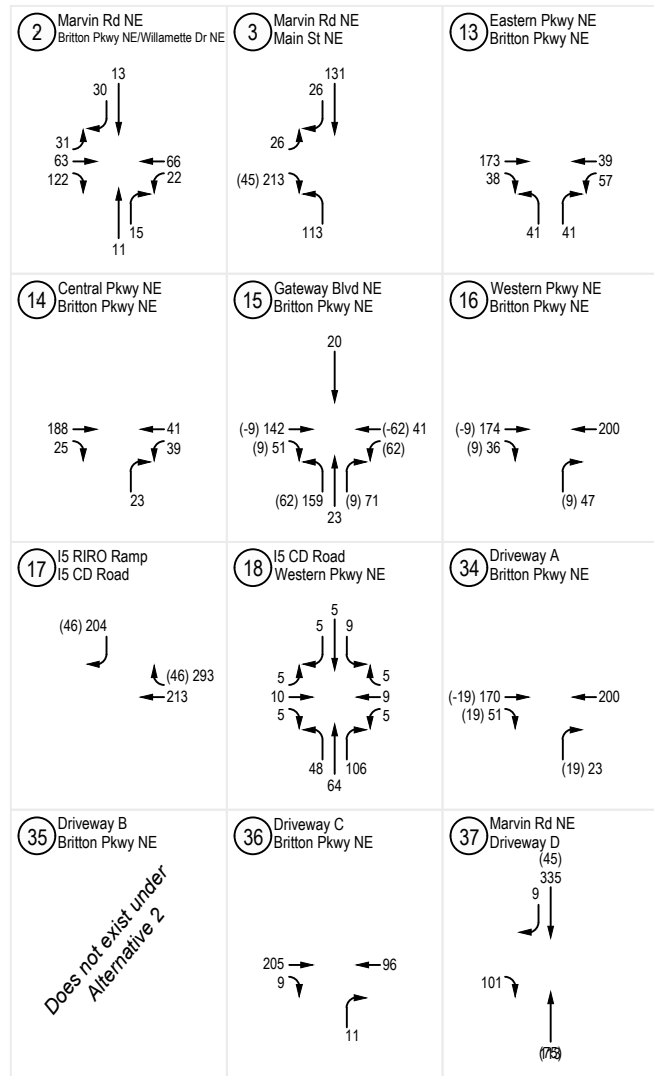 2 Marvin Rd NE
Britton Pkwy NE/Willamette Dr NE
13
30
31
63
66
122
22
15
11
3 Marvin Rd NE
Main St NE
131
26
26
(45) 213
113
13 Eastern Pkwy NE
Britton Pkwy NE
173
39
38
57
41
41
14 Central Pkwy NE
Britton Pkwy NE
188
41
25
39
23
15 Gateway Blvd NE
Britton Pkwy NE
20
(-9) 142
(-62) 41
(9) 51
(62)
(62) 159
(9) 71
23
16 Western Pkwy NE
Britton Pkwy NE
(-9) 174
200
(9) 36
(9) 47
17 I5 RIRO Ramp
I5 CD Road
(46) 204
(46) 293
213
18 I5 CD Road
Western Pkwy NE
5
5
9
5
5
10
9
5
5
48
106
64
34 Driveway A
Britton Pkwy NE
(-19) 170
200
(19) 51
(19) 23
35 Driveway B
Britton Pkwy NE
Does not exist under
Alternative 2
36 Driveway C
Britton Pkwy NE
205
96
9
11
37 Marvin Rd NE
Driveway D
(45)
335
9
101